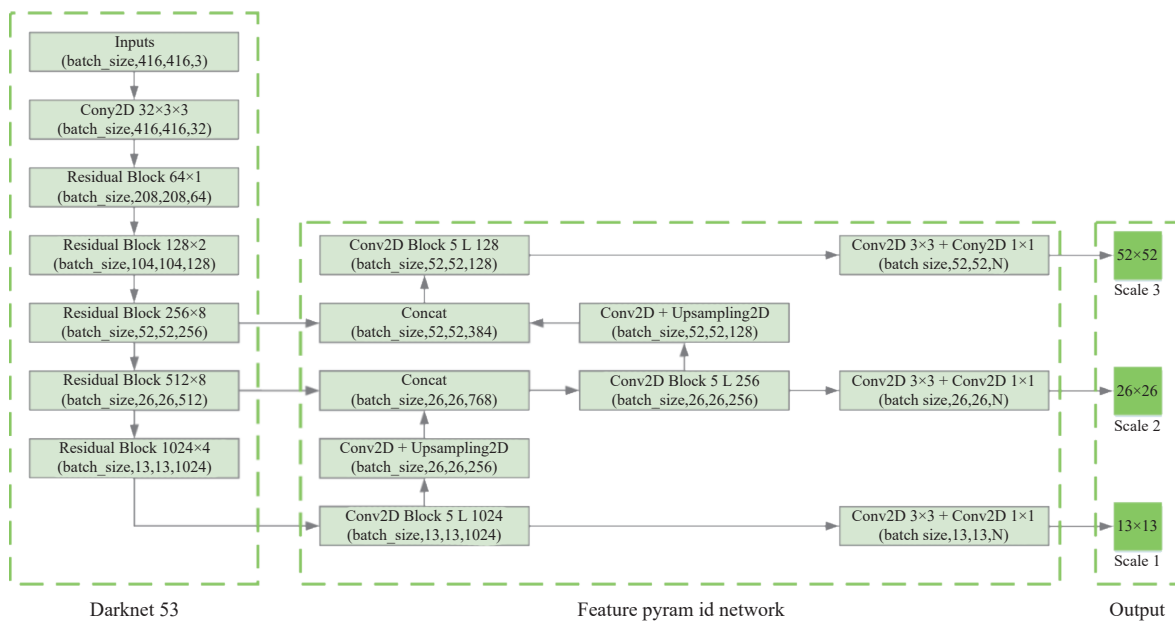 Inputs
(batch_size,416,416,3)
Cony2D 32×3×3
(batch_size,416,416,32)
Residual Block 64×1
(batch_size,208,208,64)
Residual Block 128×2
(batch_size,104,104,128)
Residual Block 256×8
(batch_size,52,52,256)
Residual Block 512×8
(batch_size,26,26,512)
Residual Block 1024×4
(batch_size,13,13,1024)
Darknet 53
Conv2D Block 5 L 128
(batch_size,52,52,128)
Concat
(batch_size,52,52,384)
Conv2D + Upsampling2D
(batch_size,52,52,128)
Concat
(batch_size,26,26,768)
Conv2D Block 5 L 256
(batch_size,26,26,256)
Conv2D + Upsampling2D
(batch_size,26,26,256)
Conv2D Block 5 L 1024
(batch_size,13,13,1024)
Conv2D 3×3 + Cony2D 1×1
(batch size,52,52,N)
Conv2D 3×3 + Conv2D 1×1
(batch size,26,26,N)
Conv2D 3×3 + Conv2D 1×1
(batch size,13,13,N)
Feature pyram id network
52×52
Scale 3
26×26
Scale 2
13×13
Scale 1
Output